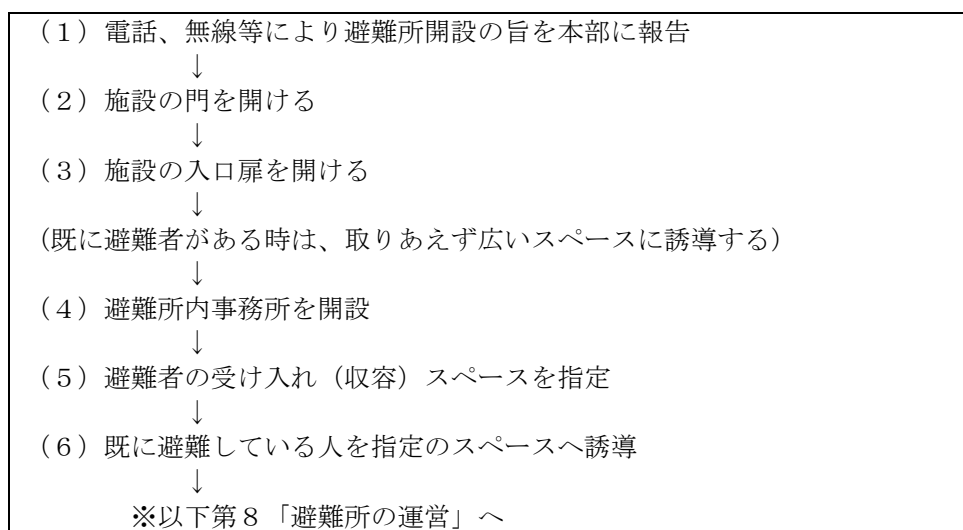 （１）電話、無線等により避難所開設の旨を本部に報告
↓
（２）施設の門を開ける
↓
（３）施設の入口扉を開ける
↓
(既に避難者がある時は、取りあえず広いスペースに誘導する）
↓
（４）避難所内事務所を開設
↓
（５）避難者の受け入れ（収容）スペースを指定
↓
（６）既に避難している人を指定のスペースへ誘導
↓
※以下第８「避難所の運営」へ